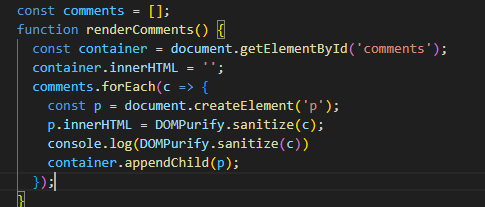 const comments = [];
function renderComments() {
  const container = document.getElementById('comments');
  container.innerHTML = '';
  comments.forEach(c => {
    const p = document.createElement('p');
    p.innerHTML = DOMPurify.sanitize(c);
    console.log(DOMPurify.sanitize(c))
    container.appendChild(p);
  });
}